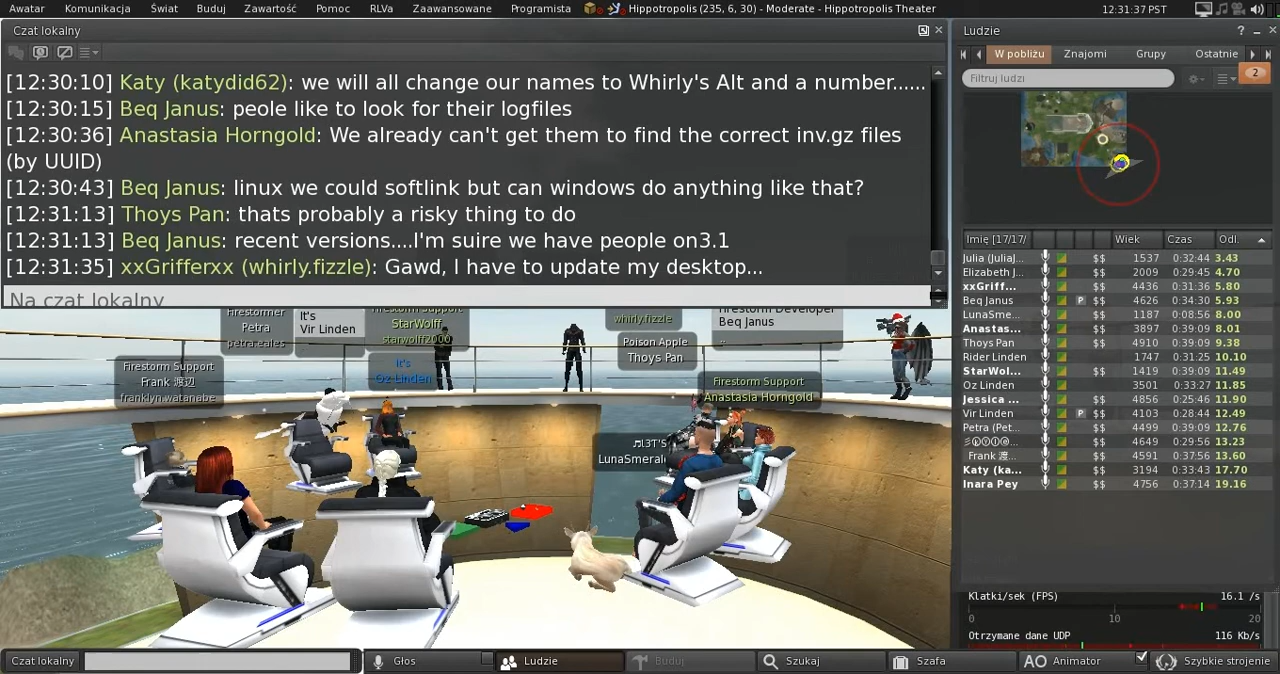 Awatar Komunikacja Świat Buduj Zawartość Pomoc RLVa Zaawansowane Programista Hippotropolis (235, 6, 30) - Moderate - Hippotropolis Theater 12:31:37 PST
Czat lokalny
[12:30:10] Katy (katydid62): we will all change our names to Whirly's Alt and a number......
[12:30:15] Beq Janus: peole like to look for their logfiles
[12:30:36] Anastasia Horngold: We already can't get them to find the correct inv.gz files
(by UUID)
[12:30:43] Beq Janus: linux we could softlink but can windows do anything like that?
[12:31:13] Thoys Pan: thats probably a risky thing to do
[12:31:13] Beq Janus: recent versions....I'm suire we have people on3.1
[12:31:35] xxGrifferxx (whirly.fizzle): Gawd, I have to update my desktop...
Na czat lokalny
Firestormer
Petra
petra.eales
It's
Vir Linden
Firestorm Support
StarWolff
starwolff2000
It's
Oz Linden
whirly.fizzle
Poison Apple
Thoys Pan
Firestorm Developer
Beq Janus
..
Firestorm Support
Frank 渡辺
franklyn.watanabe
Firestorm Support
Anastasia Horngold
♫l3T'S
LunaSmeral
Ludzie
W pobliżu Znajomi Grupy Ostatnie
2
Filtruj ludzi
Imię [17/17/ Wiek Czas Odl.
Julia (JuliaJ... $$ 1537 0:32:44 3.43
Elizabeth J... $$ 2009 0:29:45 4.70
xxGriff... $$ 4436 0:31:36 5.80
Beq Janus P $$ 4626 0:34:30 5.93
LunaSme... $$ 1187 0:08:56 8.00
Anastas... $$ 3897 0:39:09 8.01
Thoys Pan $$ 4910 0:39:09 9.38
Rider Linden $$ 1747 0:31:25 10.10
StarWol... $$ 1419 0:39:09 11.49
Oz Linden $$ 3501 0:33:27 11.85
Jessica ... $$ 4856 0:25:46 11.90
Vir Linden P $$ 4103 0:28:44 12.49
Petra (Pet... $$ 4499 0:39:09 12.76
$$ 4649 0:29:56 13.23
Frank 渡... $$ 4591 0:37:56 13.60
Katy (ka... $$ 3194 0:33:43 17.70
Inara Pey $$ 4756 0:37:14 19.16
Klatki/sek (FPS) 16.1 /s
0 10 20
Otrzymane dane UDP 116 Kb/s
Czat lokalny Głos Ludzie Buduj Szukaj Szafa AO Animator Szybkie strojenie